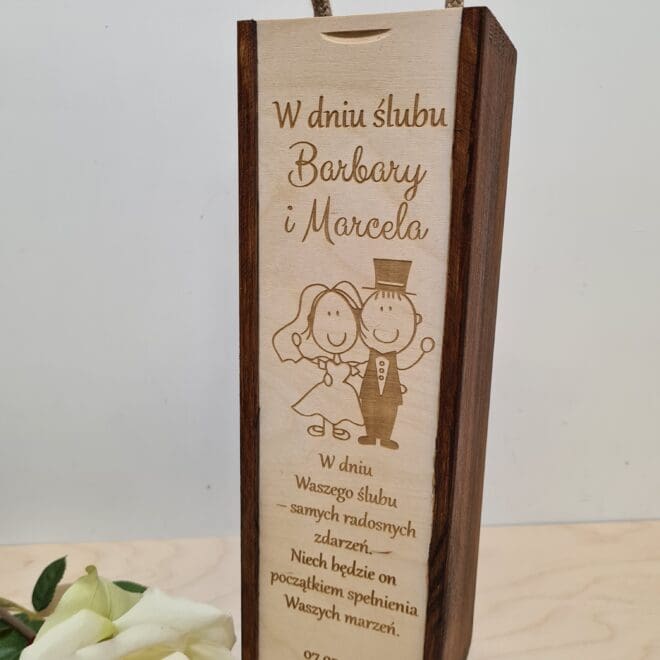 W dniu ślubu
Barbary
i Marcela
W dniu
Waszego ślubu
– samych radosnych
zdarzeń. –
Niech będzie on
początkiem spełnienia
Waszych marzeń.